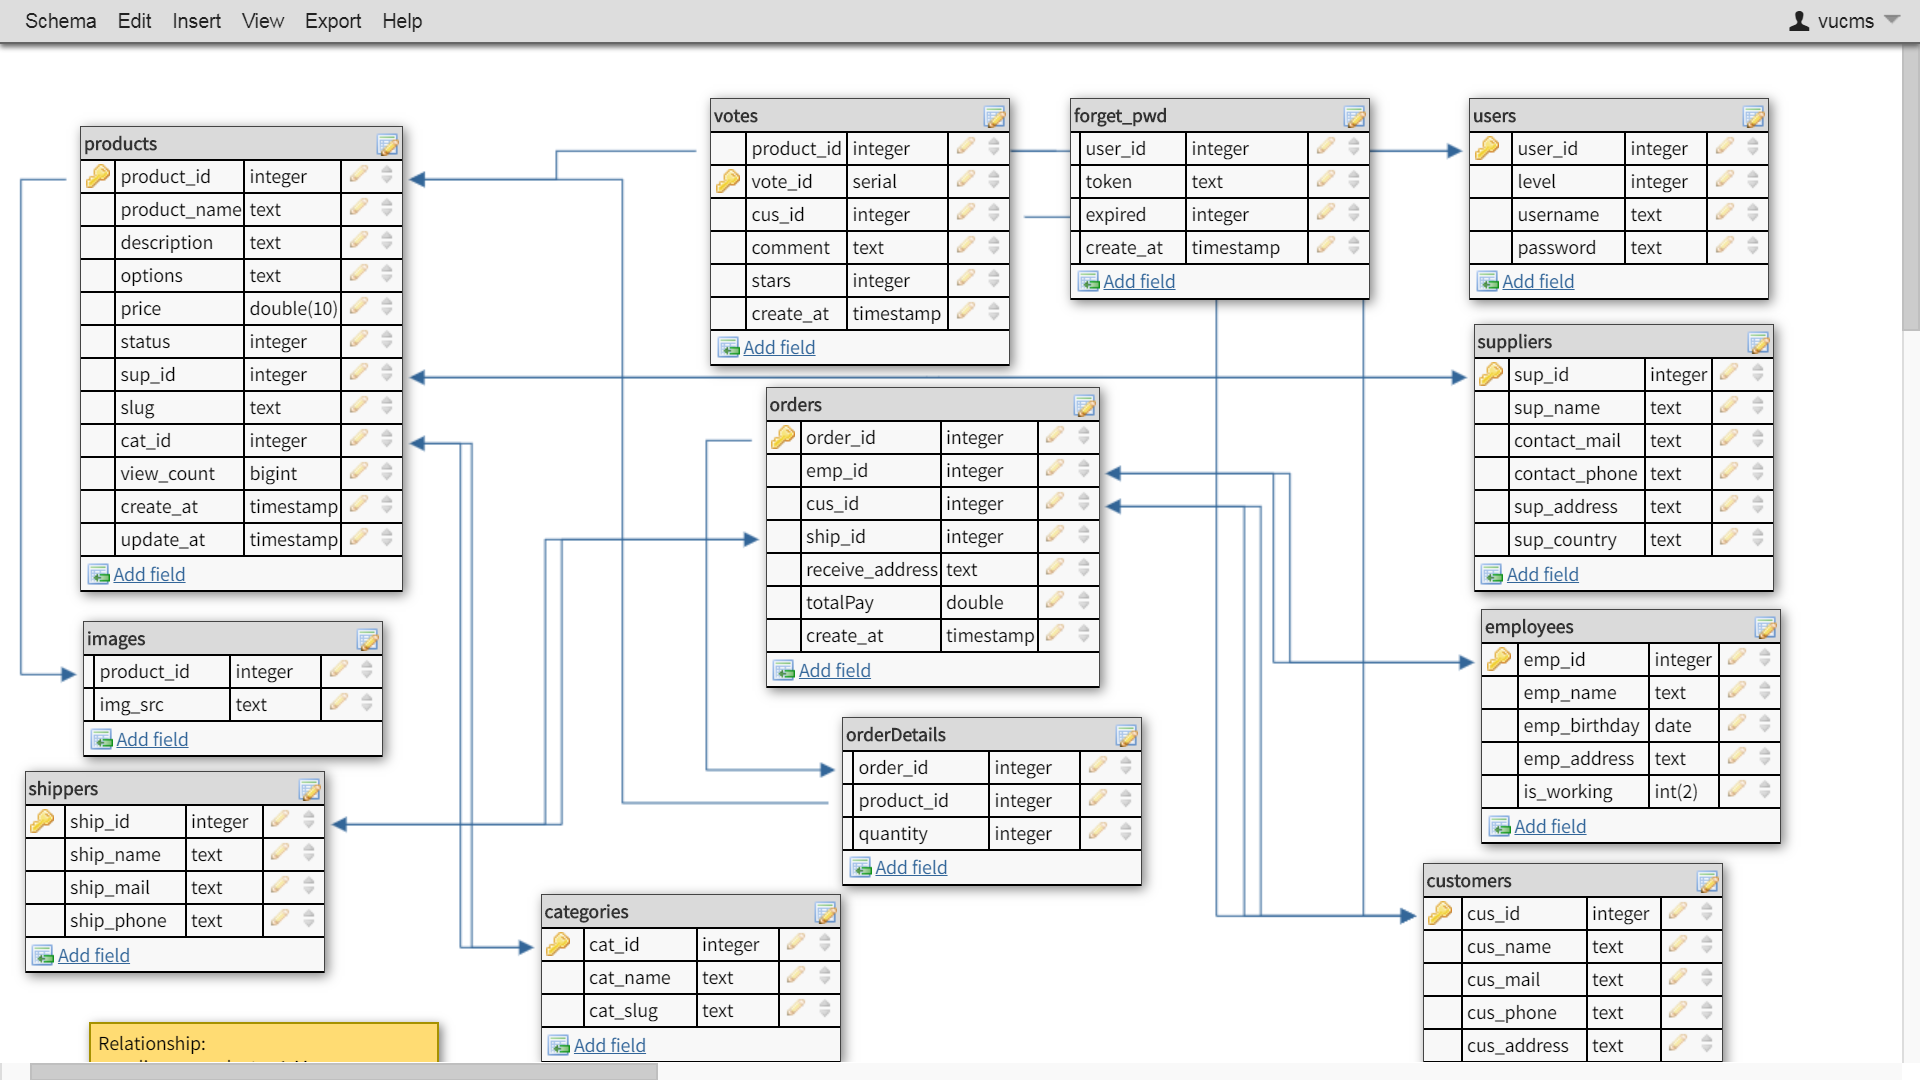 Schema Edit Insert View Export Help
vucms
products
product_id integer
product_name text
description text
options text
price double(10)
status integer
sup_id integer
slug text
cat_id integer
view_count bigint
create_at timestamp
update_at timestamp
Add field
images
product_id integer
img_src text
Add field
shippers
ship_id integer
ship_name text
ship_mail text
ship_phone text
Add field
Relationship:
votes
product_id integer
vote_id serial
cus_id integer
comment text
stars integer
create_at timestamp
Add field
orders
order_id integer
emp_id integer
cus_id integer
ship_id integer
receive_address text
totalPay double
create_at timestamp
Add field
orderDetails
order_id integer
product_id integer
quantity integer
Add field
categories
cat_id integer
cat_name text
cat_slug text
Add field
forget_pwd
user_id integer
token text
expired integer
create_at timestamp
Add field
users
user_id integer
level integer
username text
password text
Add field
suppliers
sup_id integer
sup_name text
contact_mail text
contact_phone text
sup_address text
sup_country text
Add field
employees
emp_id integer
emp_name text
emp_birthday date
emp_address text
is_working int(2)
Add field
customers
cus_id integer
cus_name text
cus_mail text
cus_phone text
cus_address text